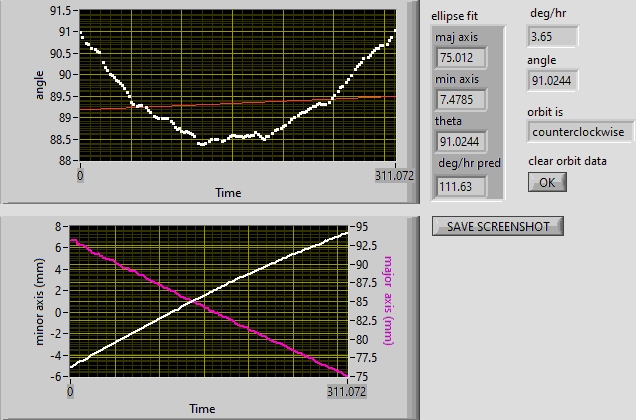 91.5
91
90.5
90
89.5
89
88.5
88
angle
0
311.072
Time
ellipse fit
maj axis
75.012
min axis
7.4785
theta
91.0244
deg/hr pred
111.63
deg/hr
3.65
angle
91.0244
orbit is
counterclockwise
clear orbit data
OK
SAVE SCREENSHOT
8
6
4
2
0
-2
-4
-6
minor axis (mm)
95
92.5
90
87.5
85
82.5
80
77.5
75
major axis (mm)
0
311.072
Time